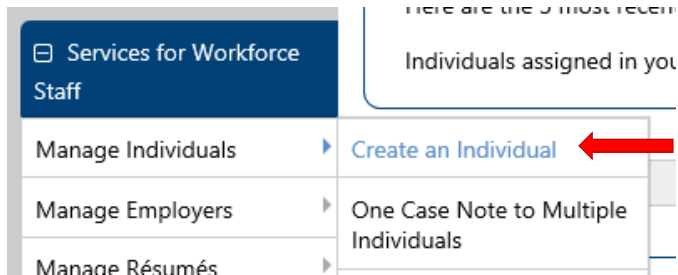 Here are the 5 most recen
Services for Workforce
Staff
Individuals assigned in you
Manage Individuals
Create an Individual
Manage Employers
One Case Note to Multiple
Individuals
Manage Résumés